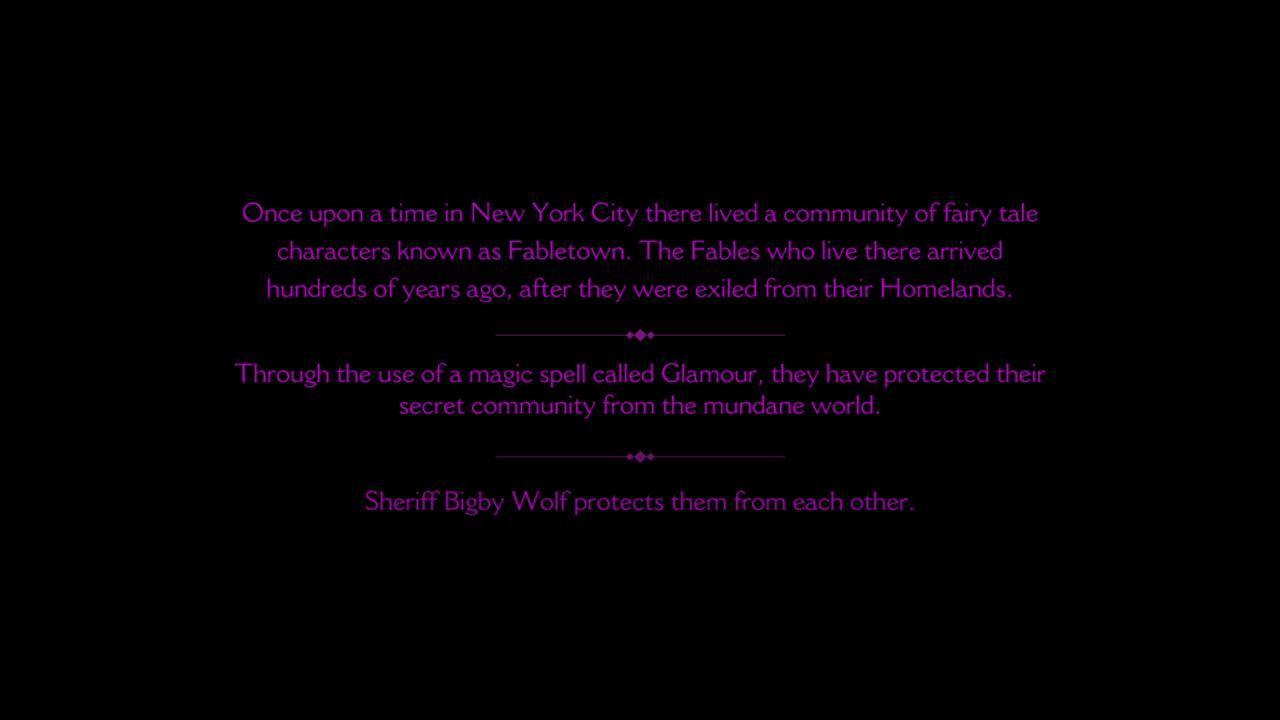 Once upon a time in New York City there lived a community of fairy tale
characters known as Fabletown. The Fables who live there arrived
hundreds of years ago, after they were exiled from their Homelands.
Through the use of a magic spell called Glamour, they have protected their
secret community from the mundane world.
Sheriff Bigby Wolf protects them from each other.